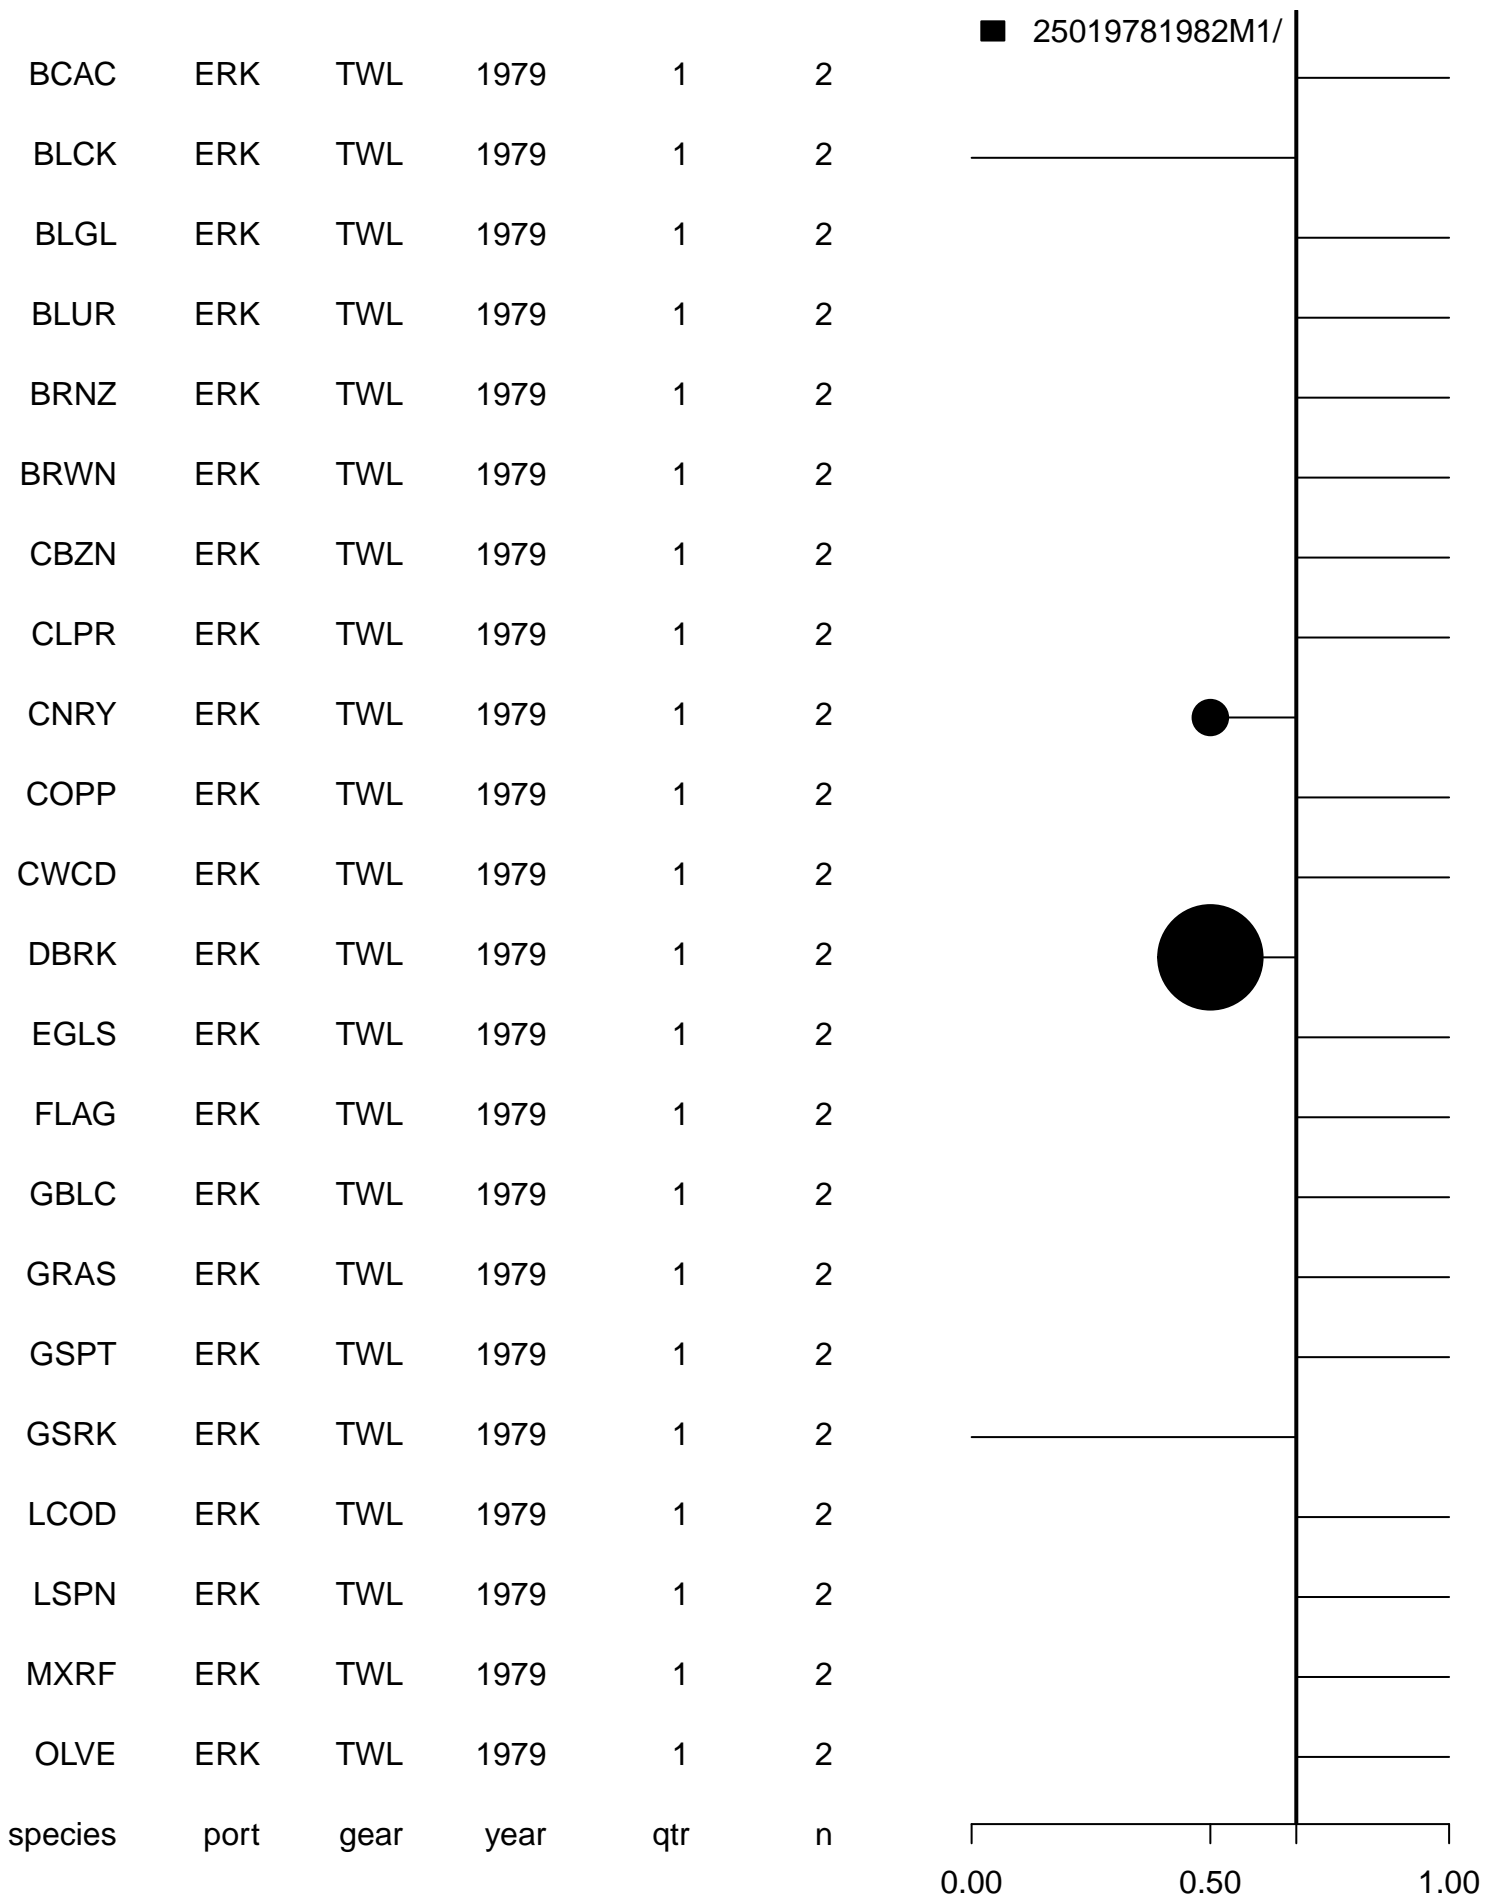 25019781982M1/
BCAC ERK TWL 1979 1 2
BLCK ERK TWL 1979 1 2
BLGL ERK TWL 1979 1 2
BLUR ERK TWL 1979 1 2
BRNZ ERK TWL 1979 1 2
BRWN ERK TWL 1979 1 2
CBZN ERK TWL 1979 1 2
CLPR ERK TWL 1979 1 2
CNRY ERK TWL 1979 1 2
COPP ERK TWL 1979 1 2
CWCD ERK TWL 1979 1 2
DBRK ERK TWL 1979 1 2
EGLS ERK TWL 1979 1 2
FLAG ERK TWL 1979 1 2
GBLC ERK TWL 1979 1 2
GRAS ERK TWL 1979 1 2
GSPT ERK TWL 1979 1 2
GSRK ERK TWL 1979 1 2
LCOD ERK TWL 1979 1 2
LSPN ERK TWL 1979 1 2
MXRF ERK TWL 1979 1 2
OLVE ERK TWL 1979 1 2
species port gear year qtr n
0.00 0.50 1.00